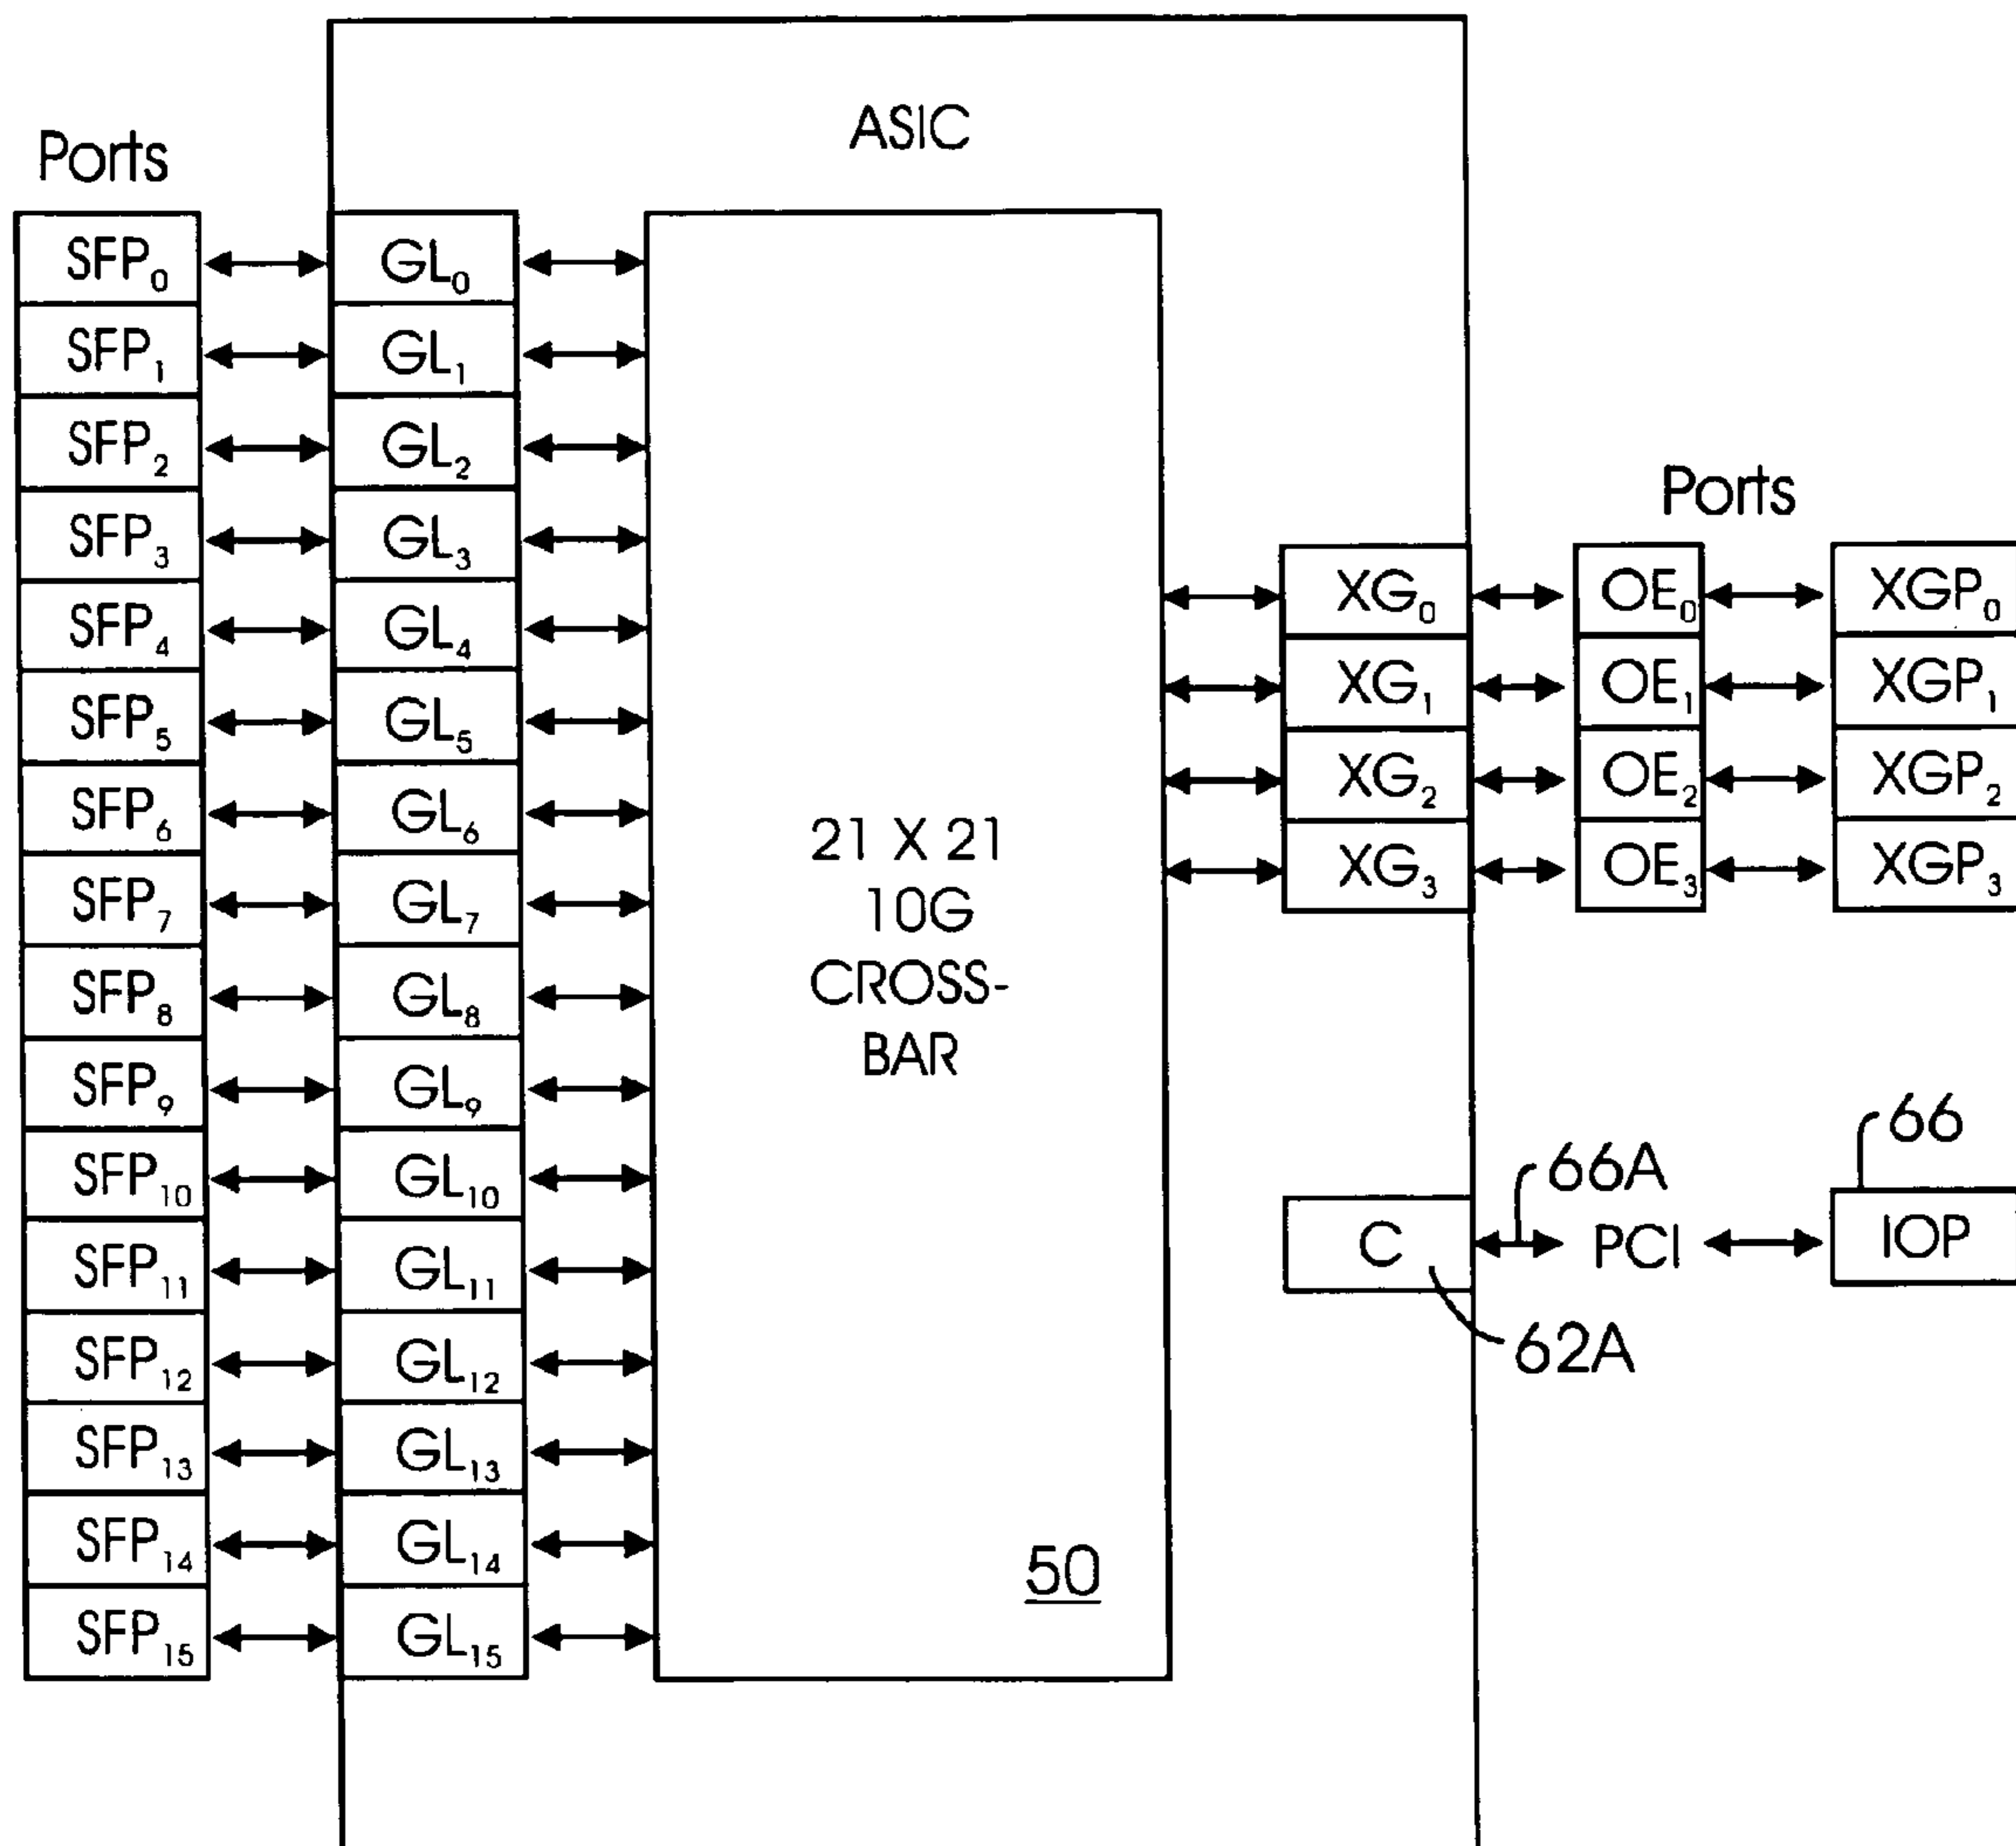 ASIC
Ports
SFP0 GL0
SFP1 GL1
SFP2 GL2
Ports
SFP3 GL3
XG0 OE0 XGP0
SFP4 GL4
XG1 OE1 XGP1
SFP5 GL5
XG2 OE2 XGP2
SFP6 GL6
21 X 21
XG3 OE3 XGP3
SFP7 GL7
10G
SFP8 GL8
CROSS-
BAR
SFP9 GL9
66
SFP10 GL10
66A
C PCI IOP
SFP11 GL11
62A
SFP12 GL12
SFP13 GL13
SFP14 GL14
50
SFP15 GL15